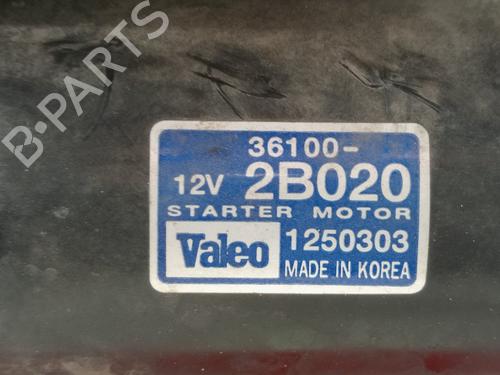 B-PARTS
36100-
12V 2B020
STARTER MOTOR
Valeo 1250303
MADE IN KOREA